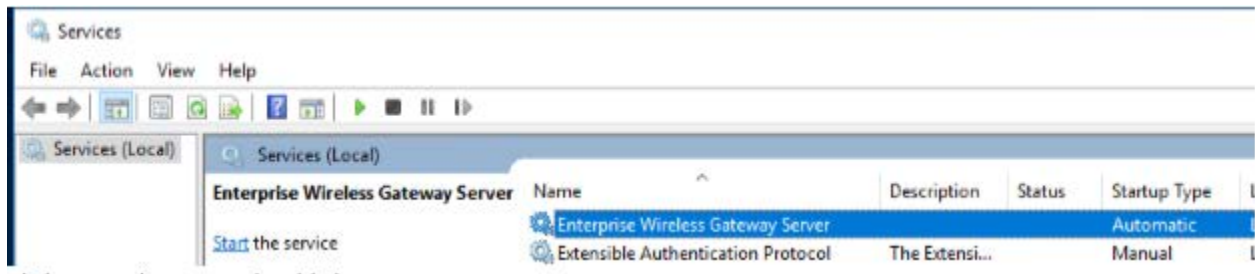 Services
File Action View Help
Services (Local)
Services (Local)
Enterprise Wireless Gateway Server
Start the service
Name Description Status Startup Type
Enterprise Wireless Gateway Server Automatic
Extensible Authentication Protocol The Extensi... Manual